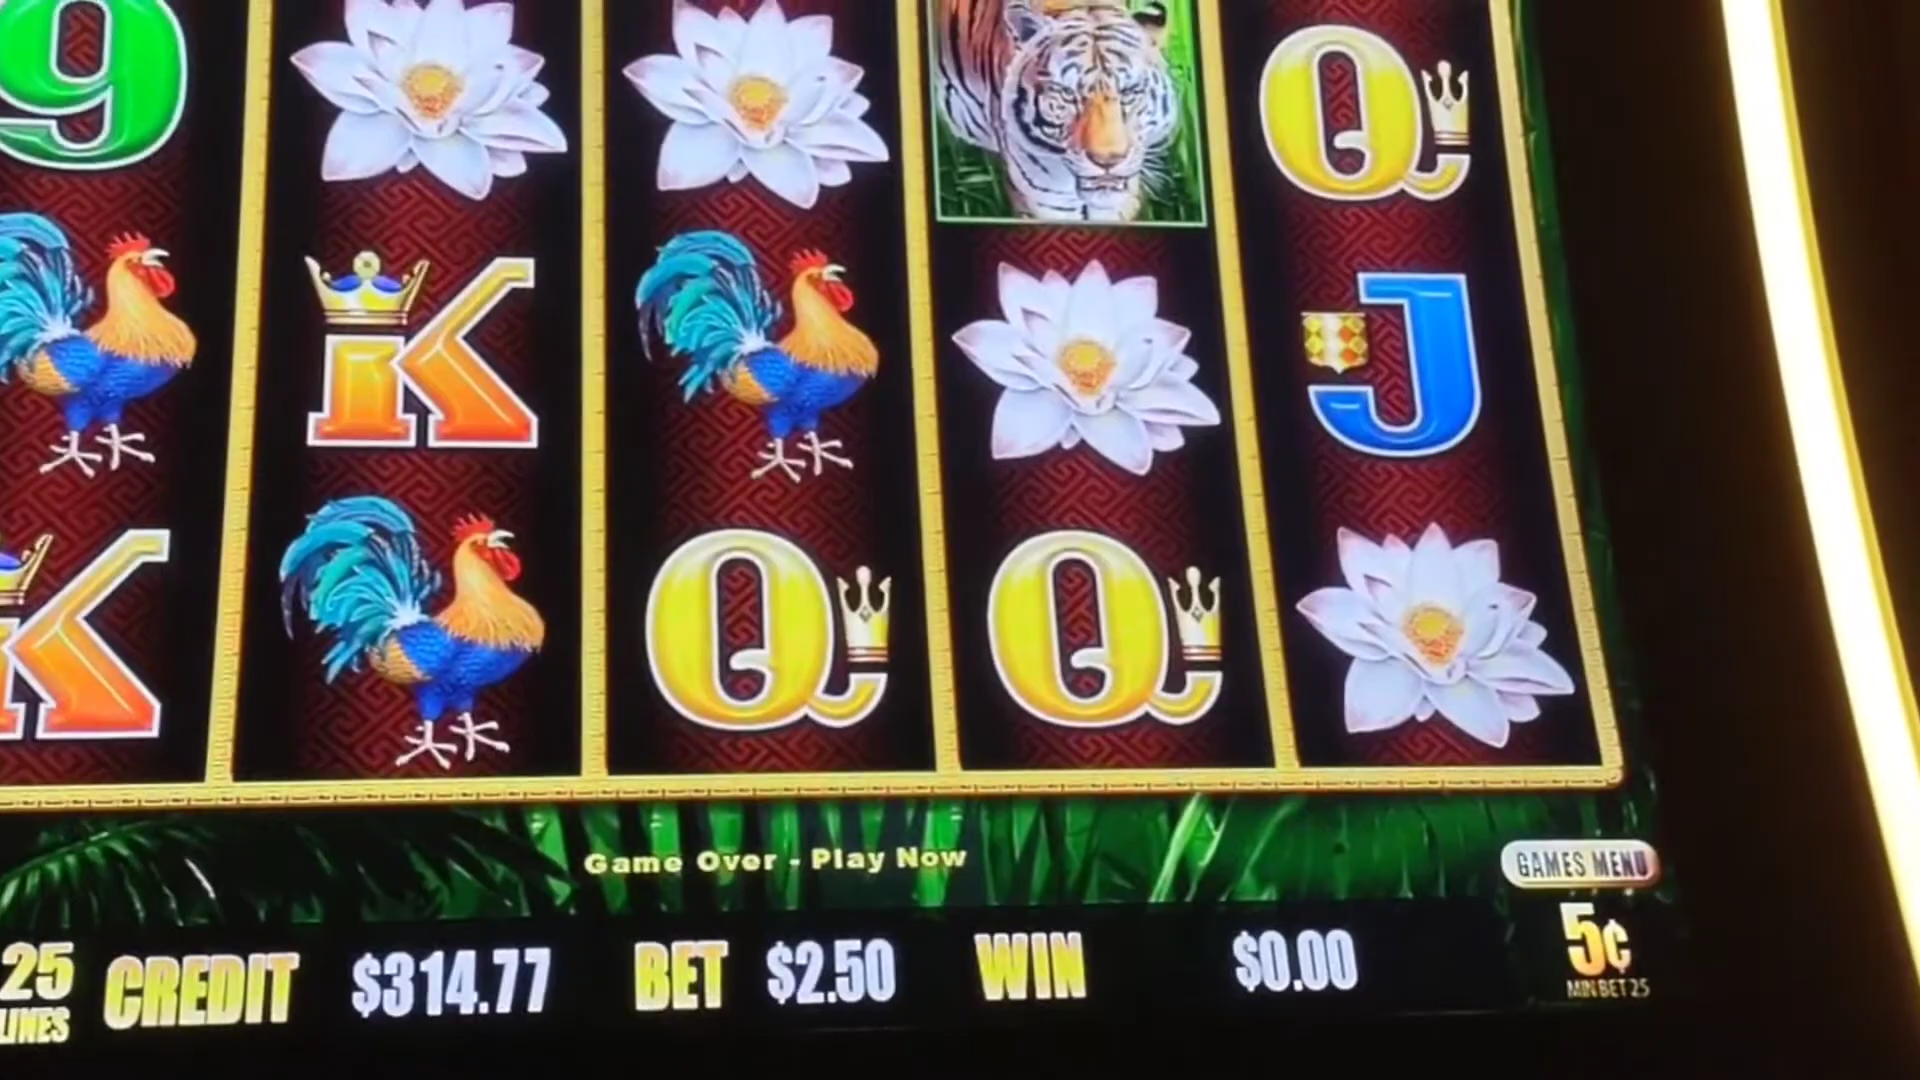 9 Q
K J
K Q Q
Game Over - Play Now
GAMES MENU
25 LINES CREDIT $314.77 BET $2.50 WIN $0.00 5¢
MIN BET 25